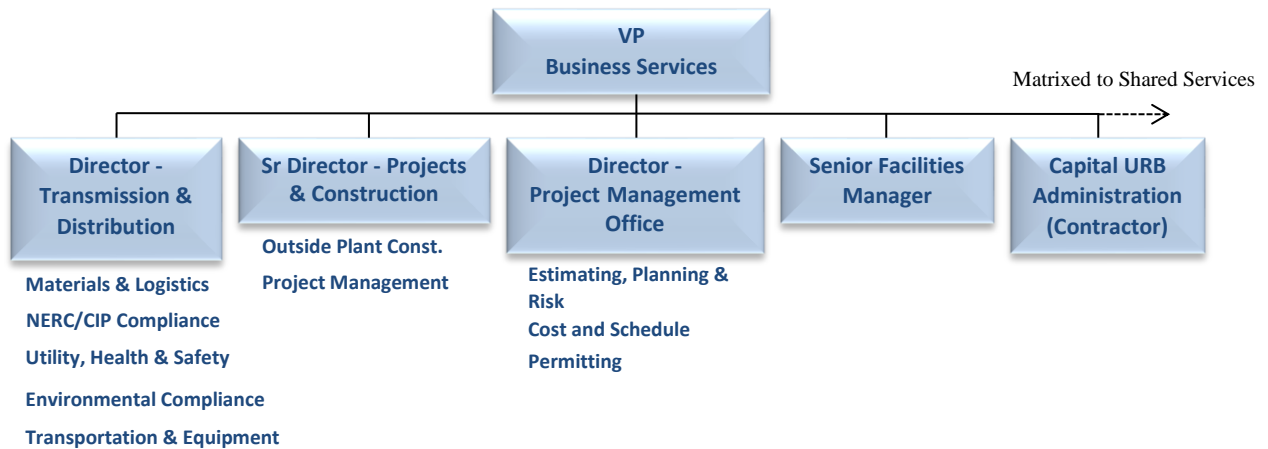 VP
Business Services
Matrixed to Shared Services
Director -
Transmission &
Distribution
Sr Director - Projects
& Construction
Director -
Project Management
Office
Senior Facilities
Manager
Capital URB
Administration
(Contractor)
Materials & Logistics
NERC/CIP Compliance
Utility, Health & Safety
Environmental Compliance
Transportation & Equipment
Outside Plant Const.
Project Management
Estimating, Planning &
Risk
Cost and Schedule
Permitting